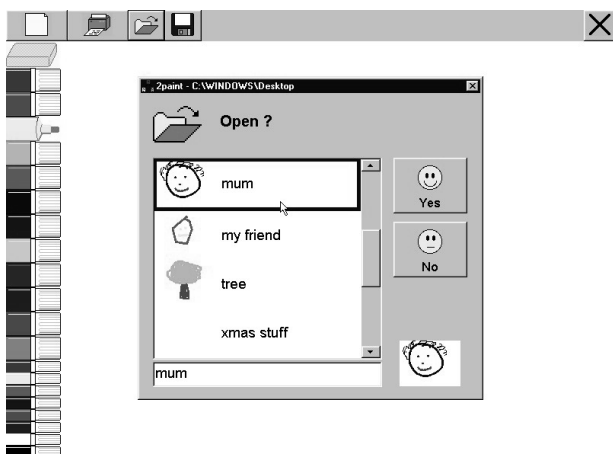 2paint - C:\WINDOWS\Desktop
Open ?
mum
my friend
tree
xmas stuff
mum
Yes
No